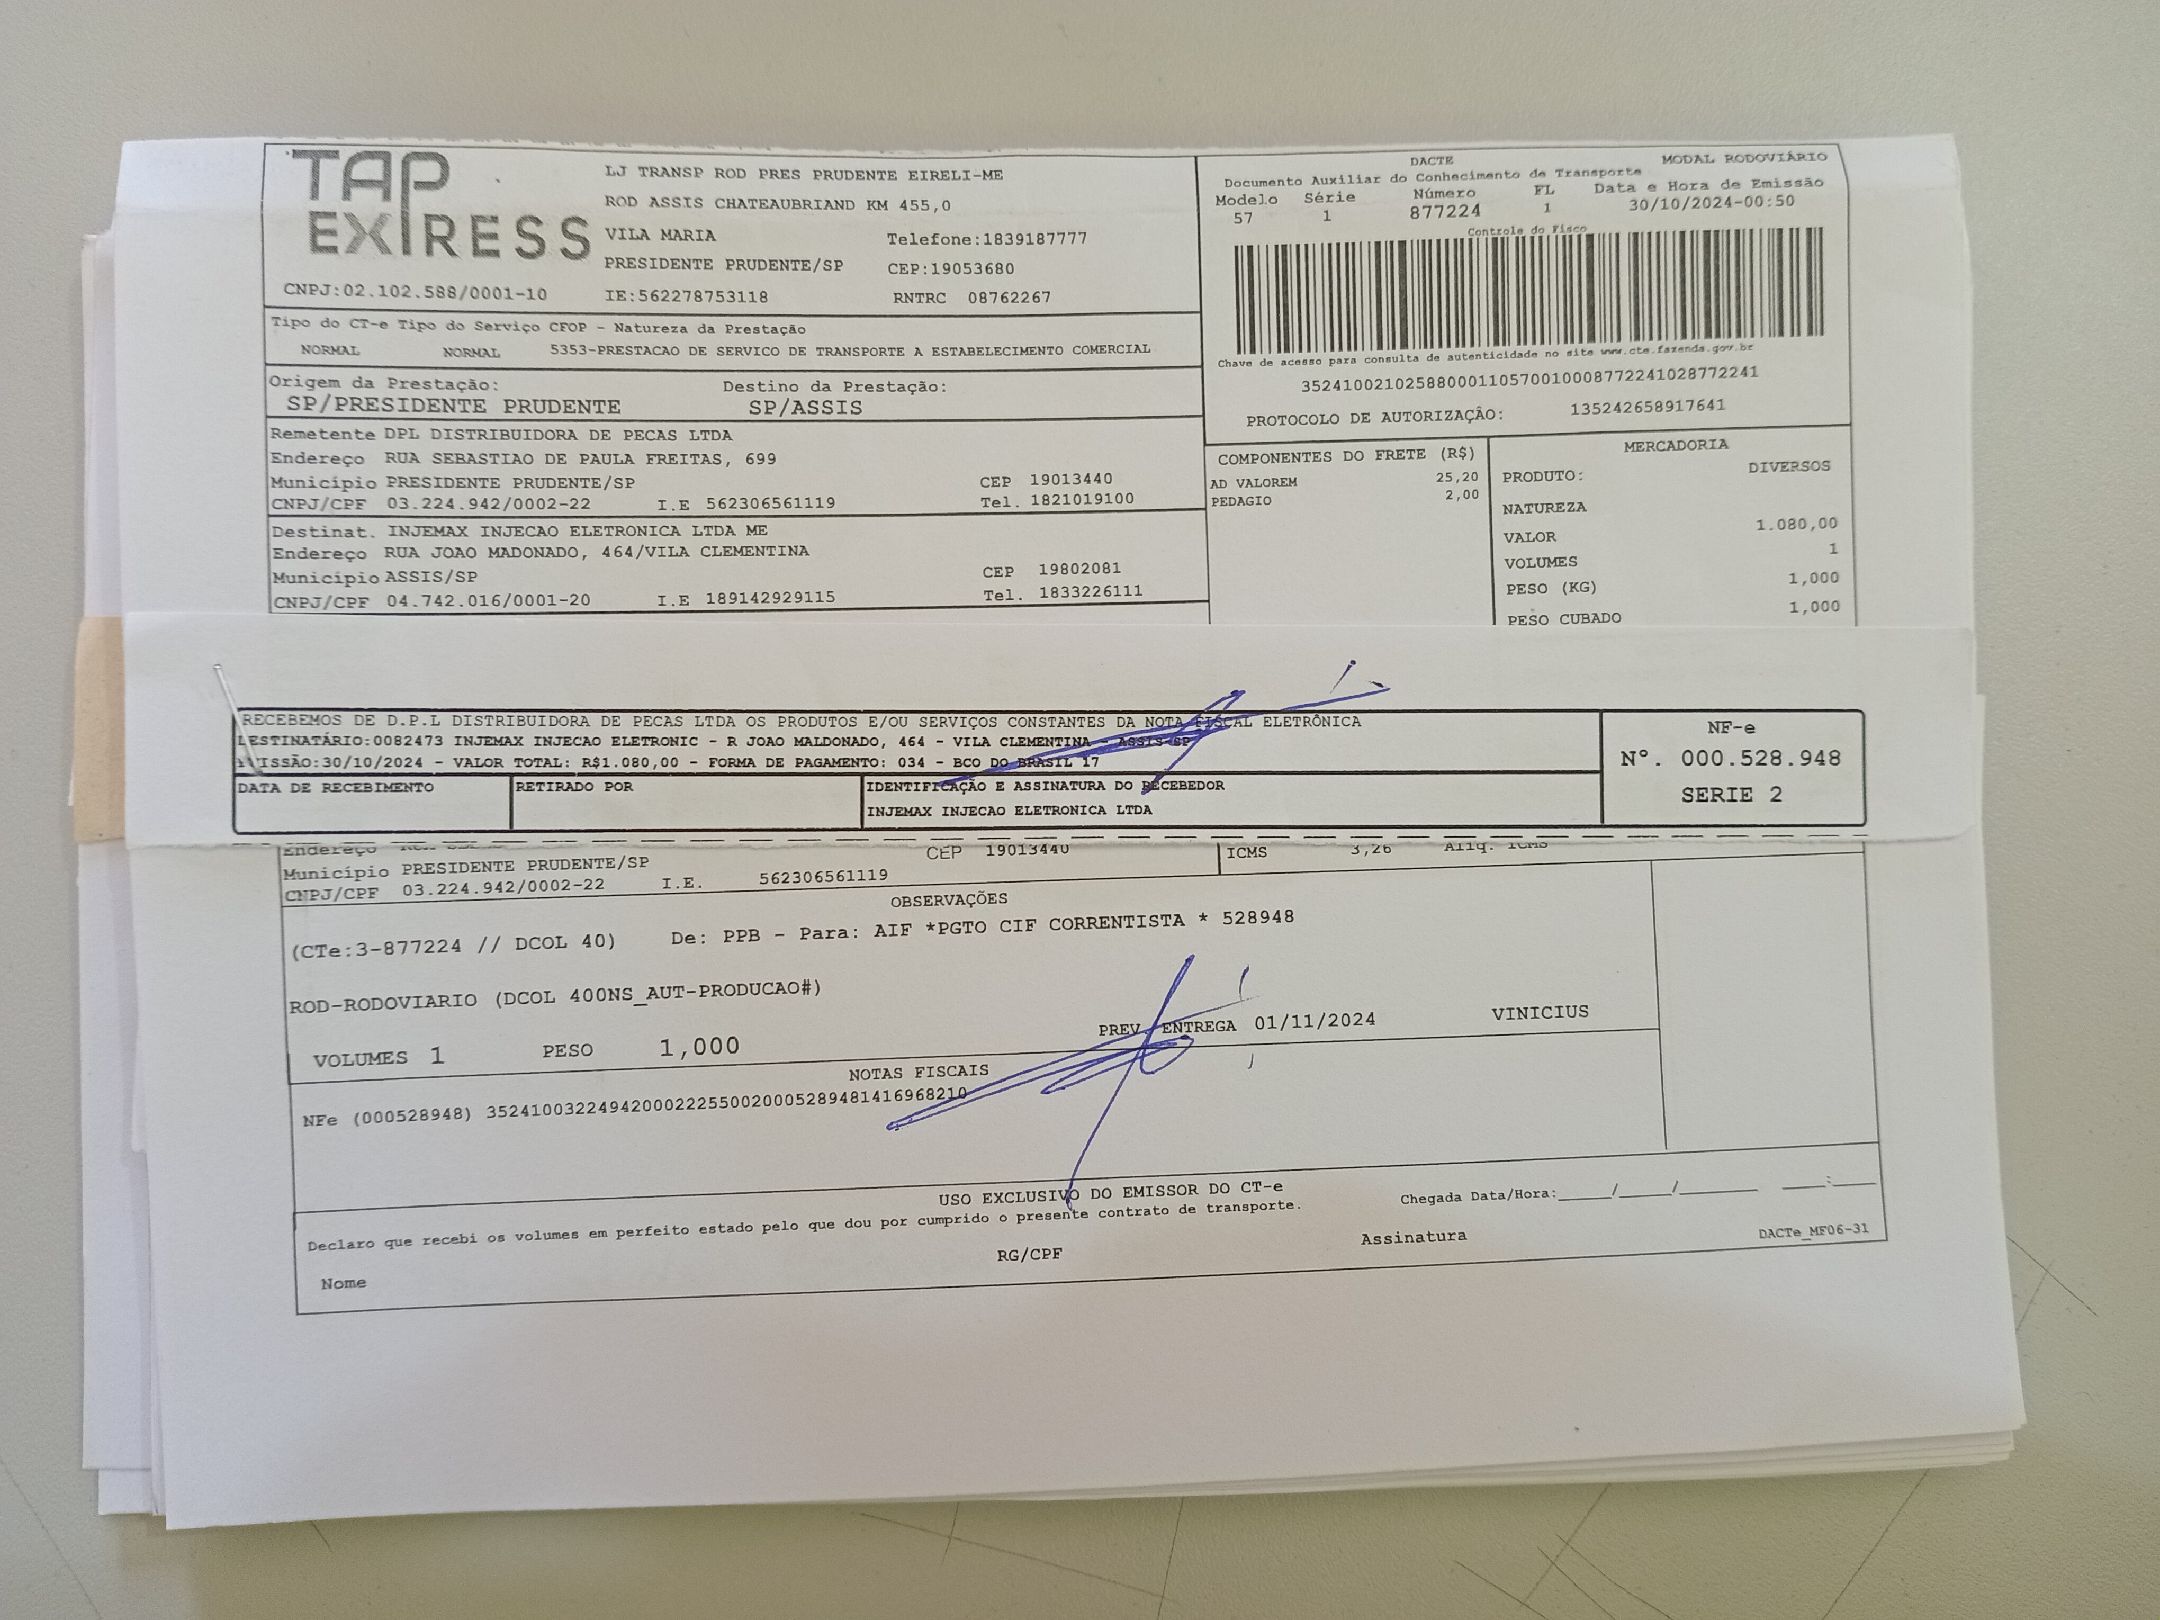 TAP
EXPRESS
LJ TRANSP ROD PRES PRUDENTE EIRELI-ME
ROD ASSIS CHATEAUBRIAND KM 455,0
VILA MARIA Telefone:1839187777
PRESIDENTE PRUDENTE/SP CEP:19053680
CNPJ:02.102.588/0001-10 IE:562278753118 RNTRC 08762267
DACTE MODAL RODOVIÁRIO
Documento Auxiliar do Conhecimento de Transporte
Modelo Série Número FL Data e Hora de Emissão
57 1 877224 1 30/10/2024-00:50
Controle do Fisco
Chave de acesso para consulta de autenticidade no site www.cte.fazenda.gov.br
35241002102588000110570010008772241028772241
PROTOCOLO DE AUTORIZAÇÃO: 135242658917641
Tipo do CT-e Tipo do Serviço CFOP - Natureza da Prestação
NORMAL NORMAL 5353-PRESTACAO DE SERVICO DE TRANSPORTE A ESTABELECIMENTO COMERCIAL
Origem da Prestação: Destino da Prestação:
SP/PRESIDENTE PRUDENTE SP/ASSIS
Remetente DPL DISTRIBUIDORA DE PECAS LTDA
Endereço RUA SEBASTIAO DE PAULA FREITAS, 699
Município PRESIDENTE PRUDENTE/SP CEP 19013440
CNPJ/CPF 03.224.942/0002-22 I.E 562306561119 Tel. 1821019100
Destinat. INJEMAX INJECAO ELETRONICA LTDA ME
Endereço RUA JOAO MADONADO, 464/VILA CLEMENTINA
Município ASSIS/SP CEP 19802081
CNPJ/CPF 04.742.016/0001-20 I.E 189142929115 Tel. 1833226111
COMPONENTES DO FRETE (R$)
AD VALOREM 25,20
PEDAGIO 2,00
MERCADORIA
PRODUTO: DIVERSOS
NATUREZA
VALOR 1.080,00
VOLUMES 1
PESO (KG) 1,000
PESO CUBADO 1,000
RECEBEMOS DE D.P.L DISTRIBUIDORA DE PECAS LTDA OS PRODUTOS E/OU SERVIÇOS CONSTANTES DA NOTA FISCAL ELETRÔNICA
DESTINATÁRIO:0082473 INJEMAX INJECAO ELETRONIC - R JOAO MALDONADO, 464 - VILA CLEMENTINA - ASSIS-SP
EMISSÃO:30/10/2024 - VALOR TOTAL: R$1.080,00 - FORMA DE PAGAMENTO: 034 - BCO DO BRASIL 17
DATA DE RECEBIMENTO RETIRADO POR IDENTIFICAÇÃO E ASSINATURA DO RECEBEDOR
INJEMAX INJECAO ELETRONICA LTDA
NF-e
Nº. 000.528.948
SERIE 2
Endereço CEP 19013440
ICMS 3,26 Alíq. ICMS
Município PRESIDENTE PRUDENTE/SP
CNPJ/CPF 03.224.942/0002-22 I.E. 562306561119
OBSERVAÇÕES
(CTe:3-877224 // DCOL 40) De: PPB - Para: AIF *PGTO CIF CORRENTISTA * 528948
ROD-RODOVIARIO (DCOL 400NS_AUT-PRODUCAO#)
VOLUMES 1 PESO 1,000 PREV ENTREGA 01/11/2024 VINICIUS
NOTAS FISCAIS
NFe (000528948) 35241003224942000222550020005289481416968210
USO EXCLUSIVO DO EMISSOR DO CT-e
Declaro que recebi os volumes em perfeito estado pelo que dou por cumprido o presente contrato de transporte.
Chegada Data/Hora:_____/_____/_______ ____:____
Nome RG/CPF Assinatura DACTe_MF06-31